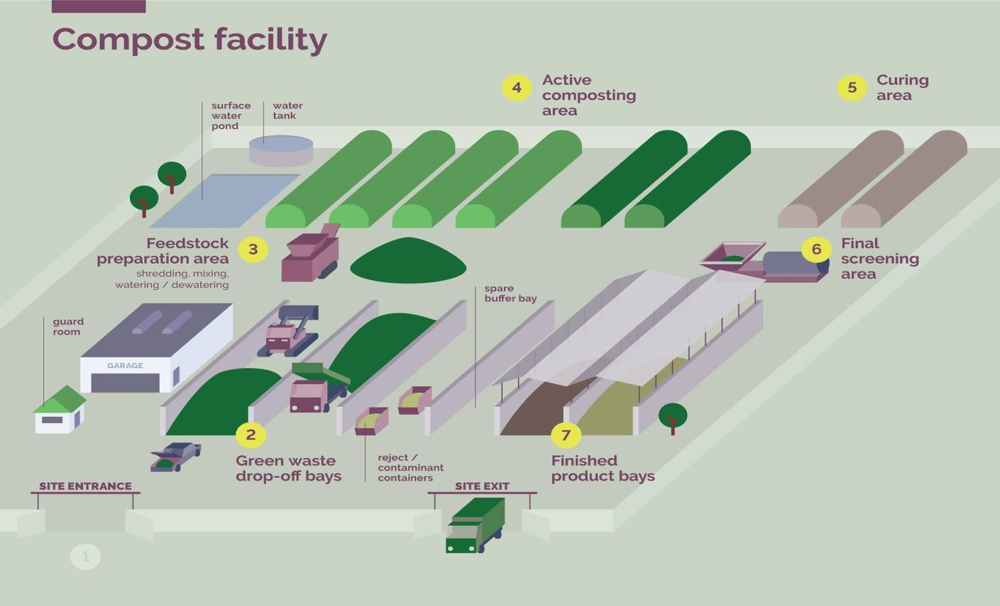 Compost facility
4
Active
composting
area
5
Curing
area
surface
water
pond
water
tank
Feedstock
preparation area
shredding, mixing,
watering / dewatering
3
6
Final
screening
area
spare
buffer bay
guard
room
GARAGE
2
Green waste
drop-off bays
reject /
contaminant
containers
7
Finished
product bays
SITE ENTRANCE
SITE EXIT
1